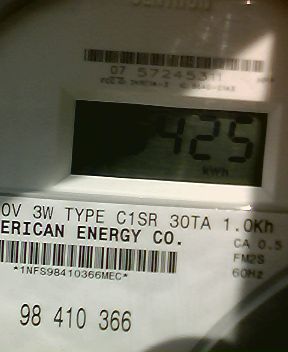 07 57245311
425
kWh
0V 3W TYPE C1SR 30TA 1.0Kh
ERICAN ENERGY CO.
CA 0.5
FM2S
60Hz
*1NFS98410366MEC*
98 410 366